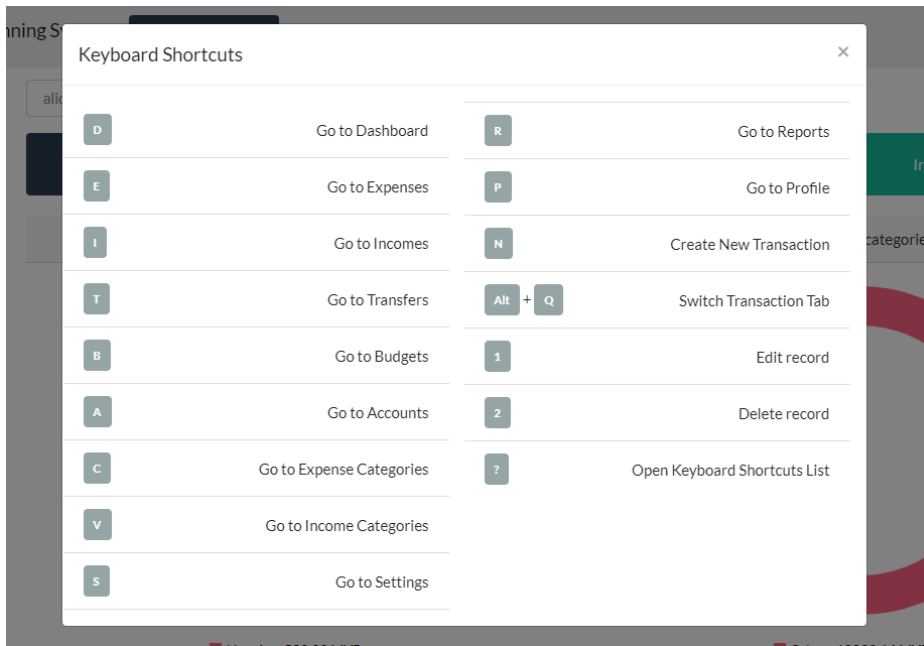 Keyboard Shortcuts ×
D Go to Dashboard
E Go to Expenses
I Go to Incomes
T Go to Transfers
B Go to Budgets
A Go to Accounts
C Go to Expense Categories
V Go to Income Categories
S Go to Settings
R Go to Reports
P Go to Profile
N Create New Transaction
Alt + Q Switch Transaction Tab
1 Edit record
2 Delete record
? Open Keyboard Shortcuts List